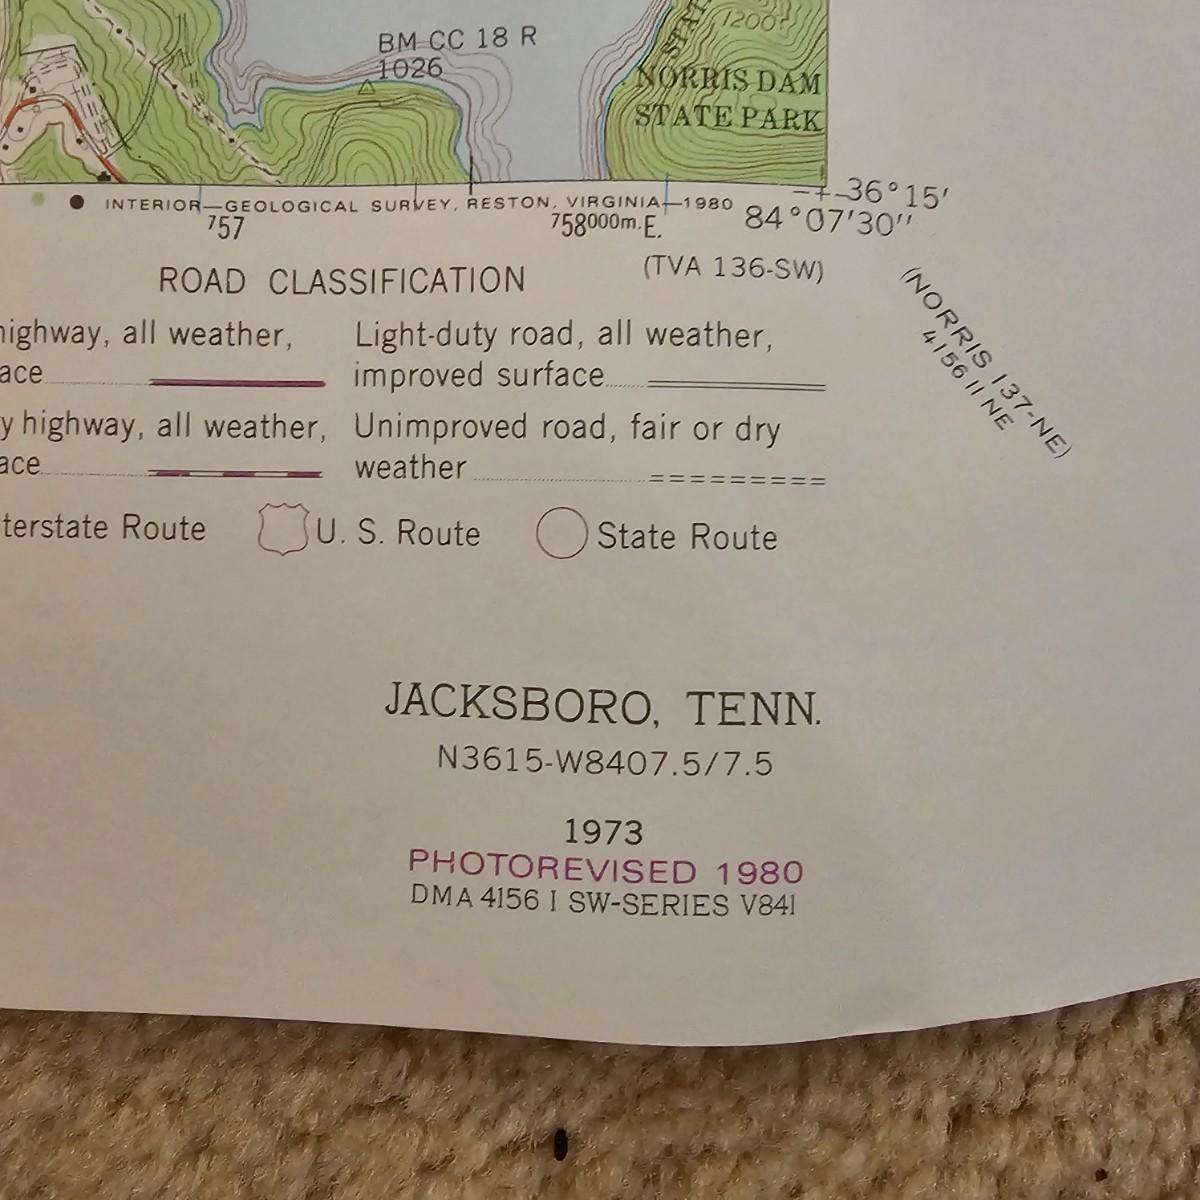 STAT
1200
BM CC 18 R
1026
NORRIS DAM
STATE PARK
INTERIOR—GEOLOGICAL SURVEY, RESTON, VIRGINIA—1980
36°15'
757
758000m.E.
84°07'30"
ROAD CLASSIFICATION
(TVA 136-SW)
(NORRIS 137-NE)
4156 II NE
highway, all weather,
ace
Light-duty road, all weather,
improved surface
y highway, all weather,
ace
Unimproved road, fair or dry
weather
terstate Route
U. S. Route
State Route
JACKSBORO, TENN.
N3615-W8407.5/7.5
1973
PHOTOREVISED 1980
DMA 4156 I SW-SERIES V841